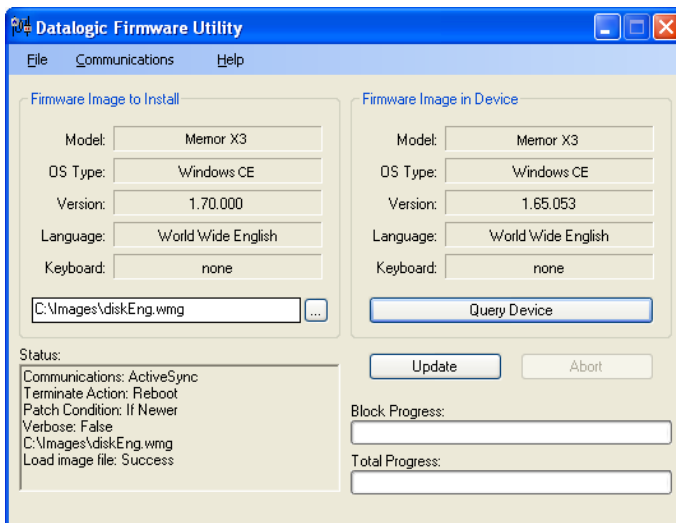 Datalogic Firmware Utility
File Communications Help
Firmware Image to Install
Model: Memor X3
OS Type: Windows CE
Version: 1.70.000
Language: World Wide English
Keyboard: none
C:\Images\diskEng.wmg ...
Firmware Image in Device
Model: Memor X3
OS Type: Windows CE
Version: 1.65.053
Language: World Wide English
Keyboard: none
Query Device
Status:
Communications: ActiveSync
Terminate Action: Reboot
Patch Condition: If Newer
Verbose: False
C:\Images\diskEng.wmg
Load image file: Success
Update Abort
Block Progress:
Total Progress: